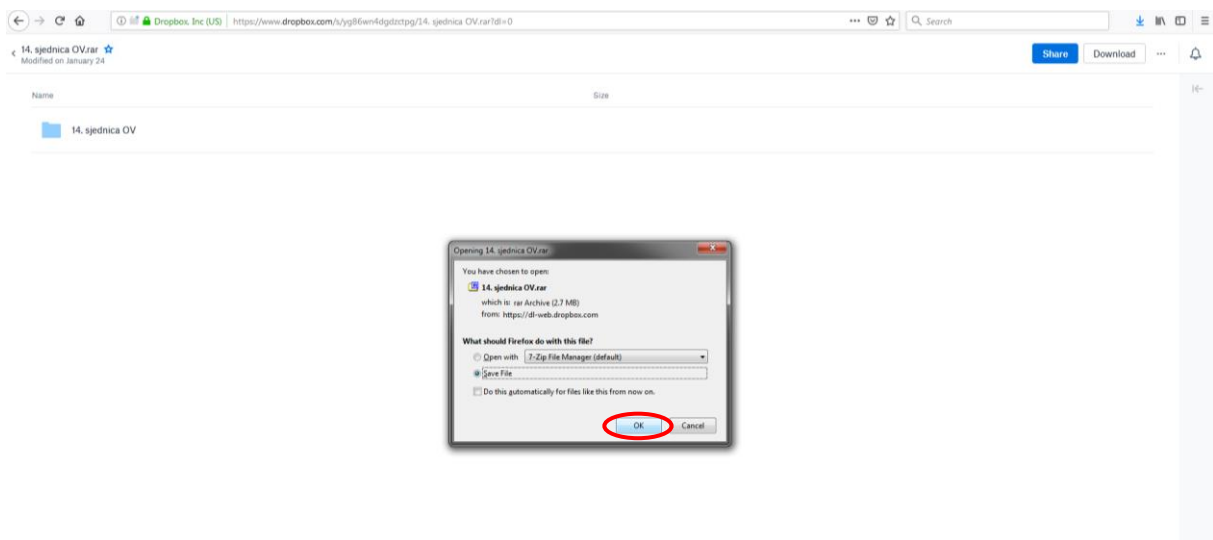 Dropbox, Inc (US) https://www.dropbox.com/s/yg86wn4dgdzctpg/14. sjednica OV.rar?dl=0
Search
14. sjednica OV.rar
Modified on January 24
Share Download
Name Size
14. sjednica OV
Opening 14. sjednica OV.rar
You have chosen to open:
14. sjednica OV.rar
which is: rar Archive (2.7 MB)
from: https://dl-web.dropbox.com
What should Firefox do with this file?
Open with 7-Zip File Manager (default)
Save File
Do this automatically for files like this from now on.
OK Cancel